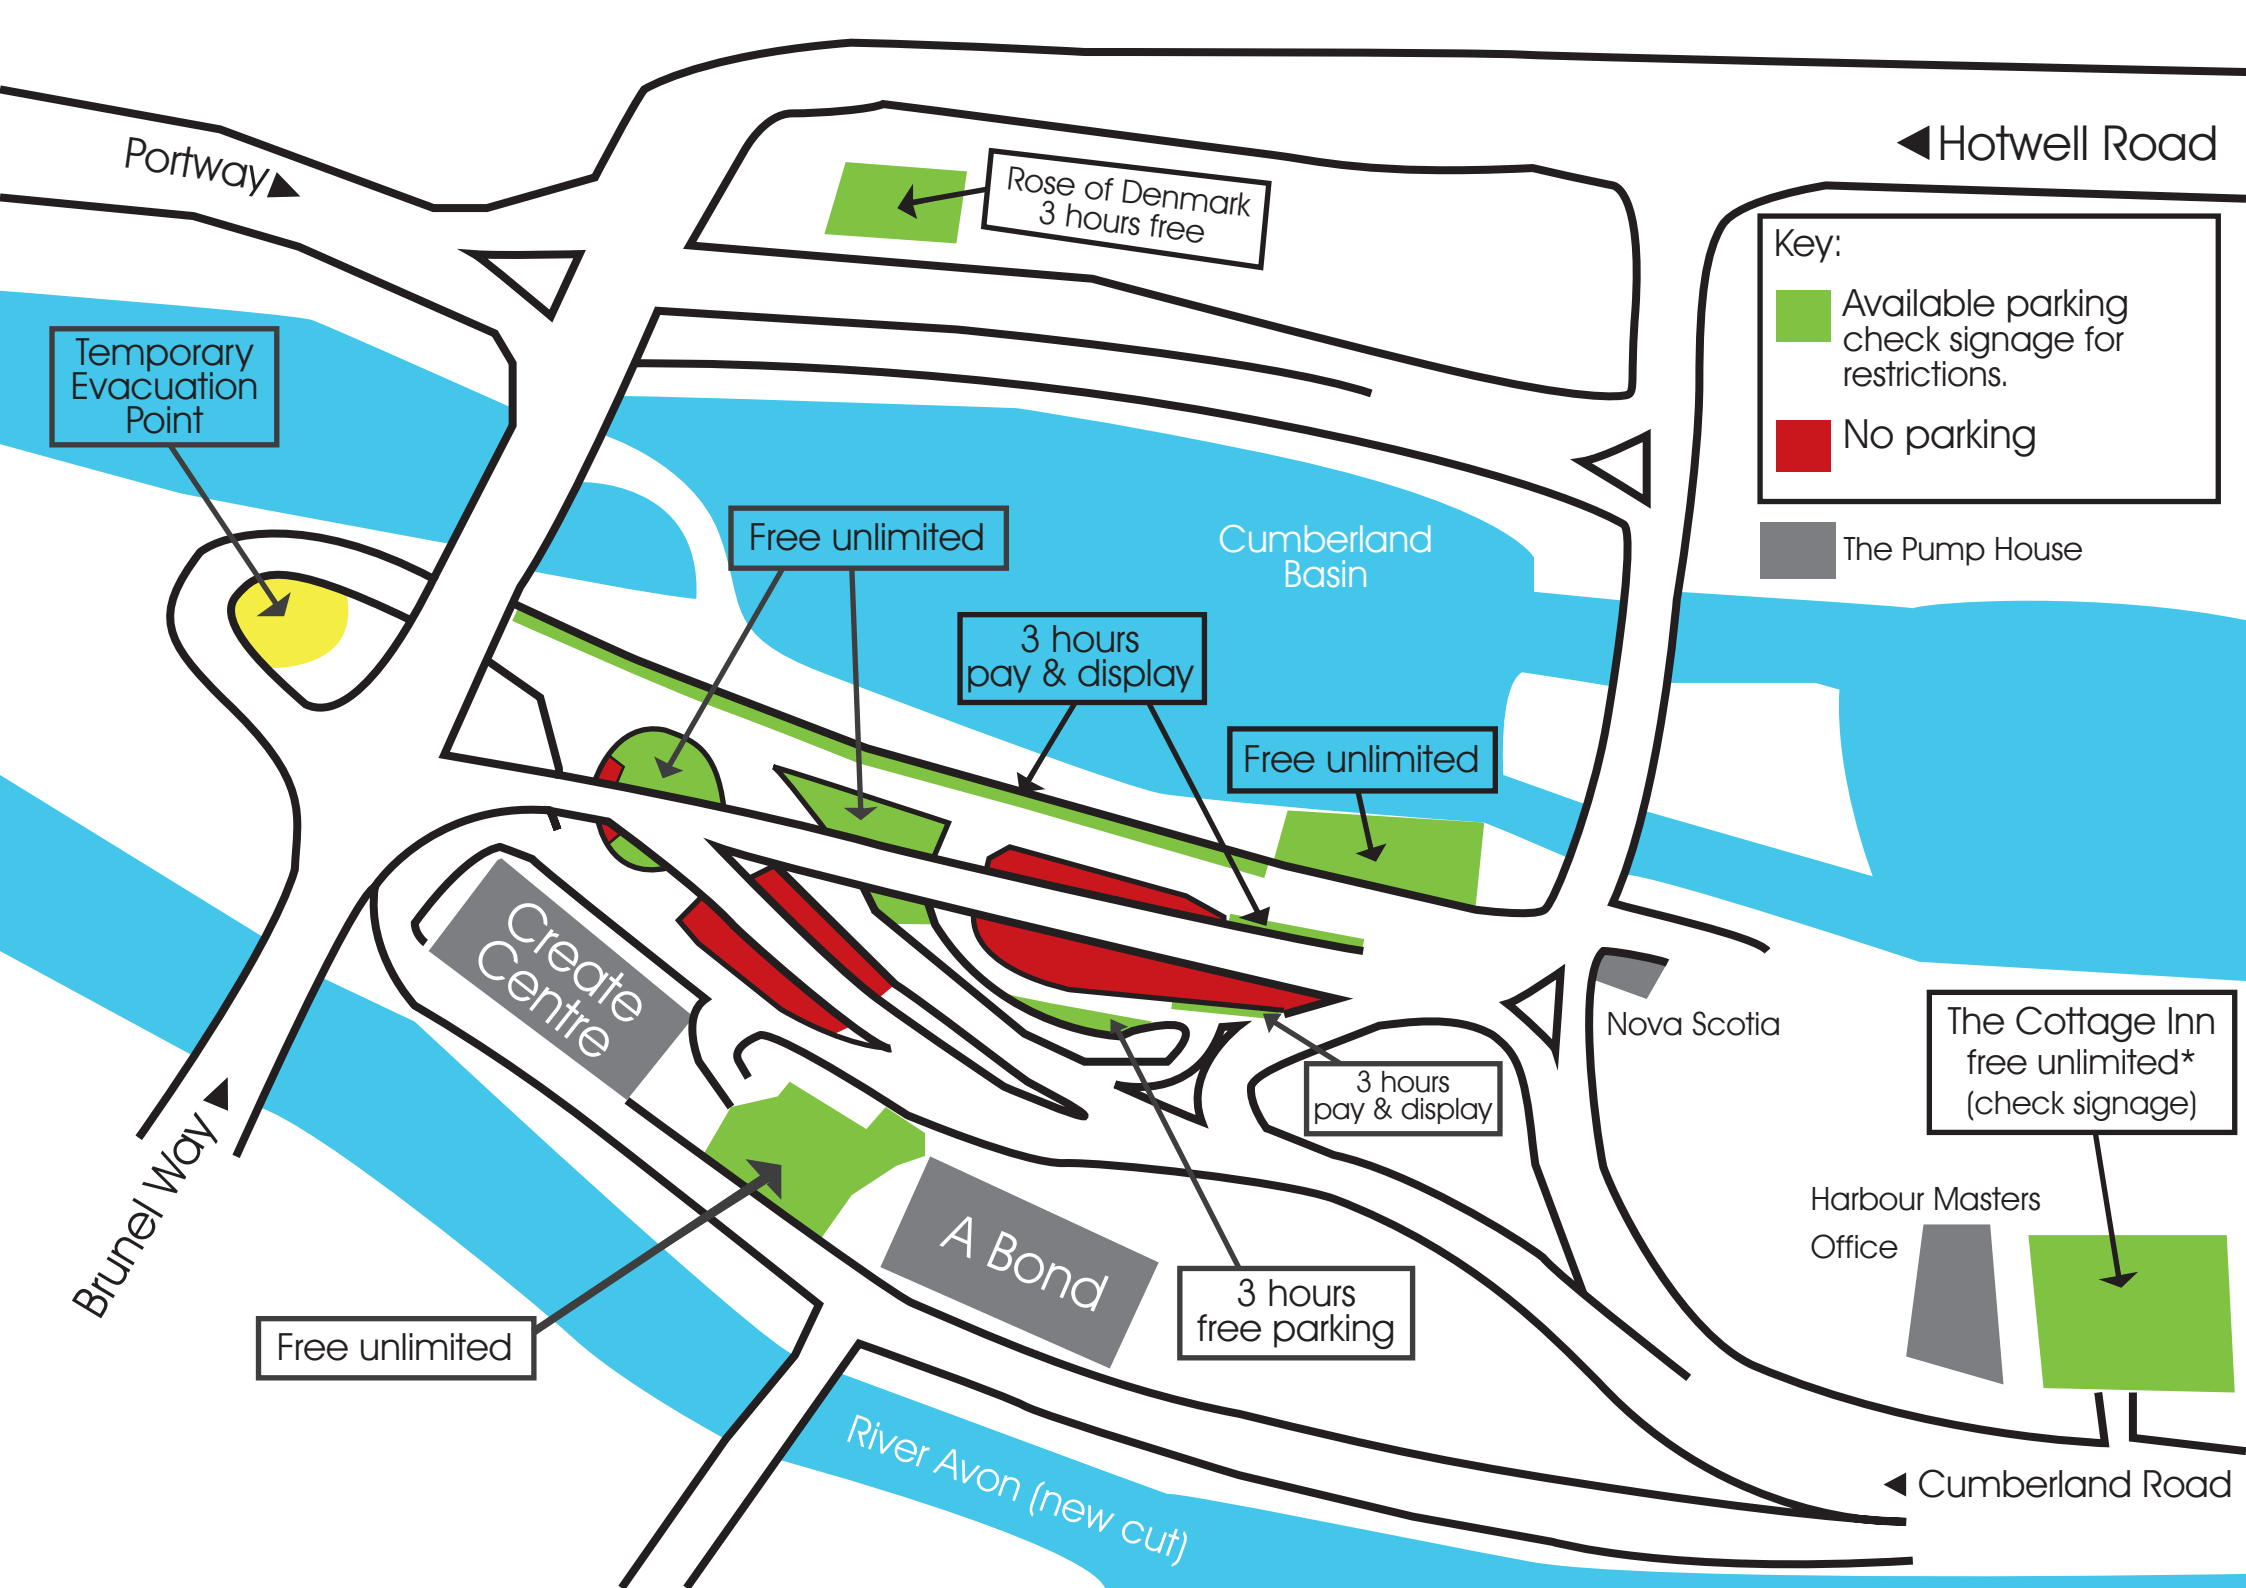 Portway
Hotwell Road
Rose of Denmark
3 hours free
Key:
Available parking
check signage for
restrictions.
No parking
The Pump House
Temporary
Evacuation
Point
Free unlimited
Cumberland
Basin
3 hours
pay & display
Free unlimited
Create
Centre
Nova Scotia
The Cottage Inn
free unlimited*
(check signage)
3 hours
pay & display
Brunel Way
A Bond
Harbour Masters
Office
3 hours
free parking
Free unlimited
River Avon (new cut)
Cumberland Road